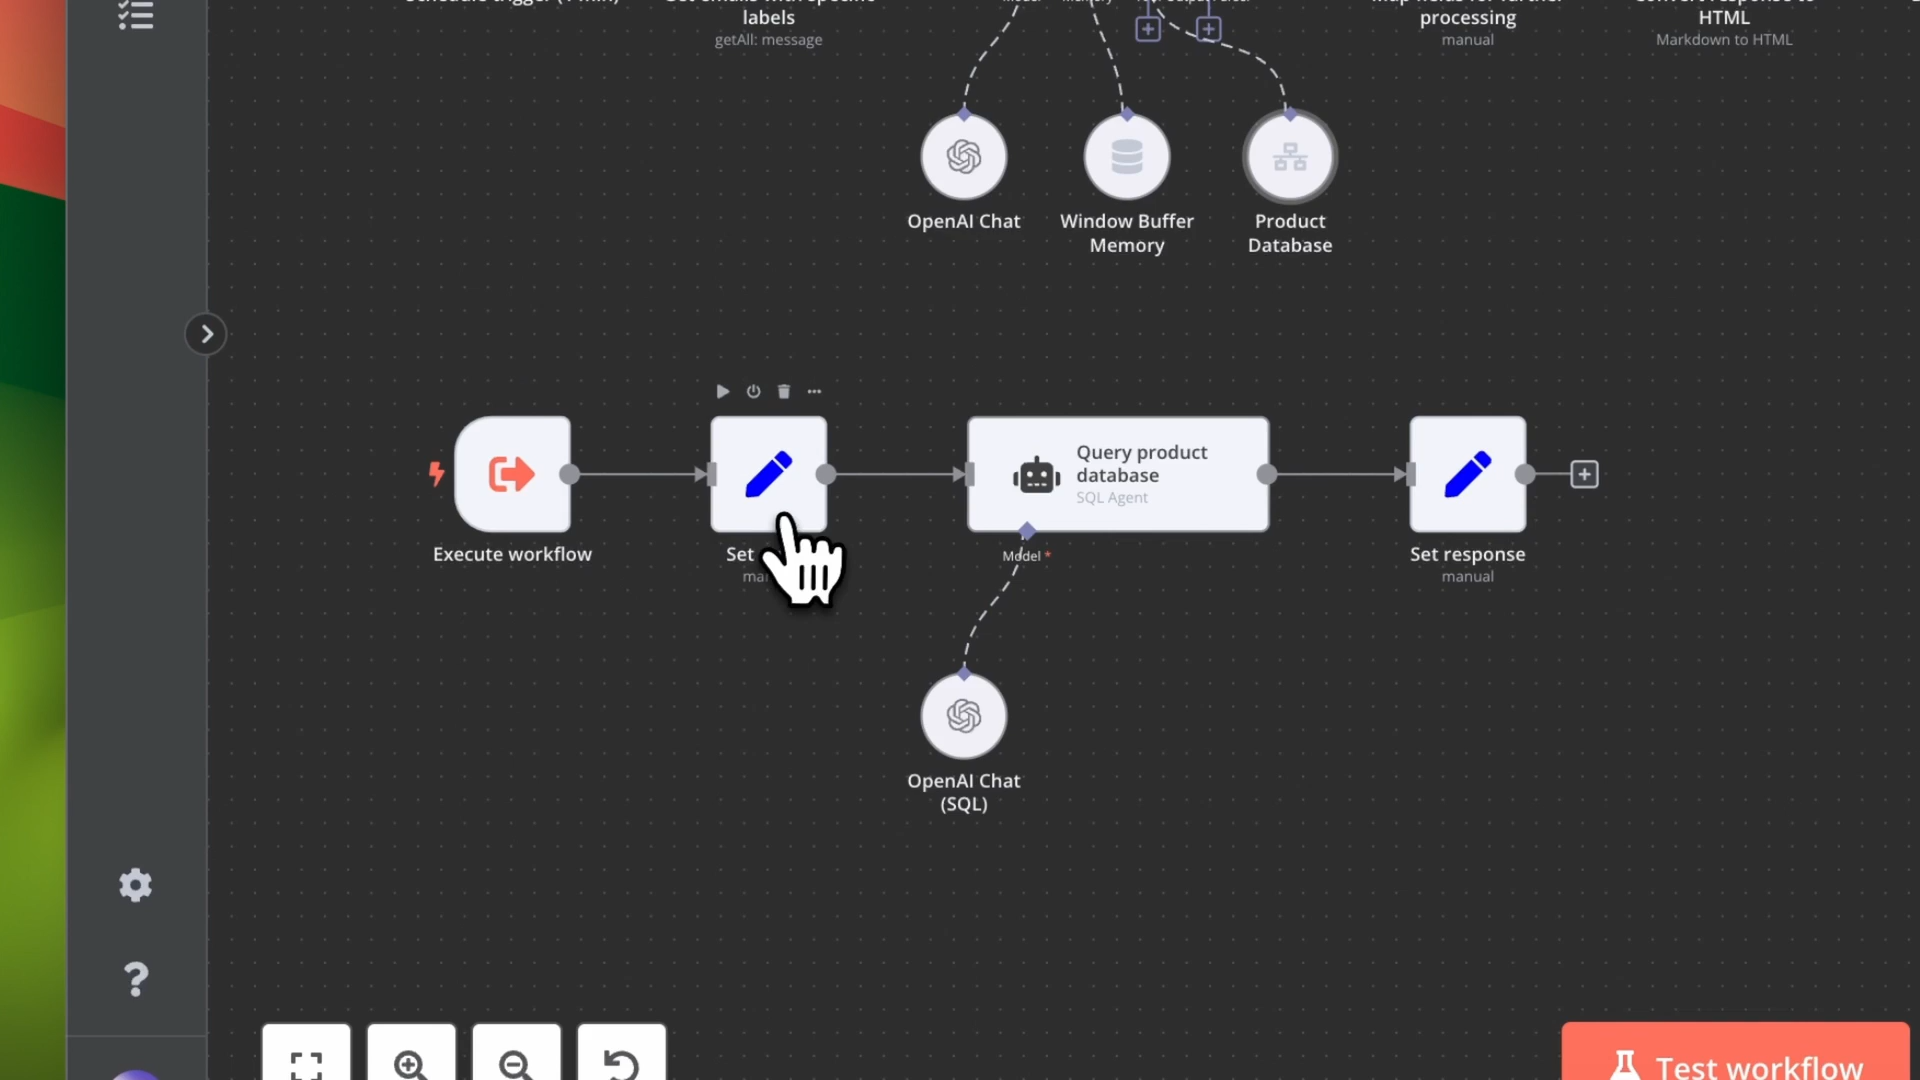 labels
getAll: message
processing
manual
HTML
Markdown to HTML
OpenAI Chat
Window Buffer
Memory
Product
Database
Query product
database
SQL Agent
Execute workflow
Set
Model *
Set response
manual
OpenAI Chat
(SQL)
Test workflow